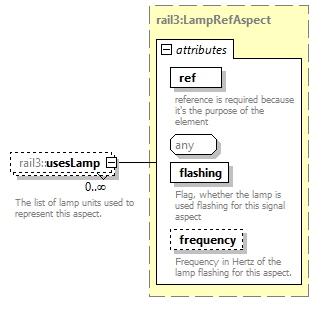 rail3:LampRefAspect
attributes
ref
reference is required because
it's the purpose of the
element
any
flashing
Flag, whether the lamp is
used flashing for this signal
aspect
frequency
Frequency in Hertz of the
lamp flashing for this aspect.
rail3::usesLamp
0..∞
The list of lamp units used to
represent this aspect.